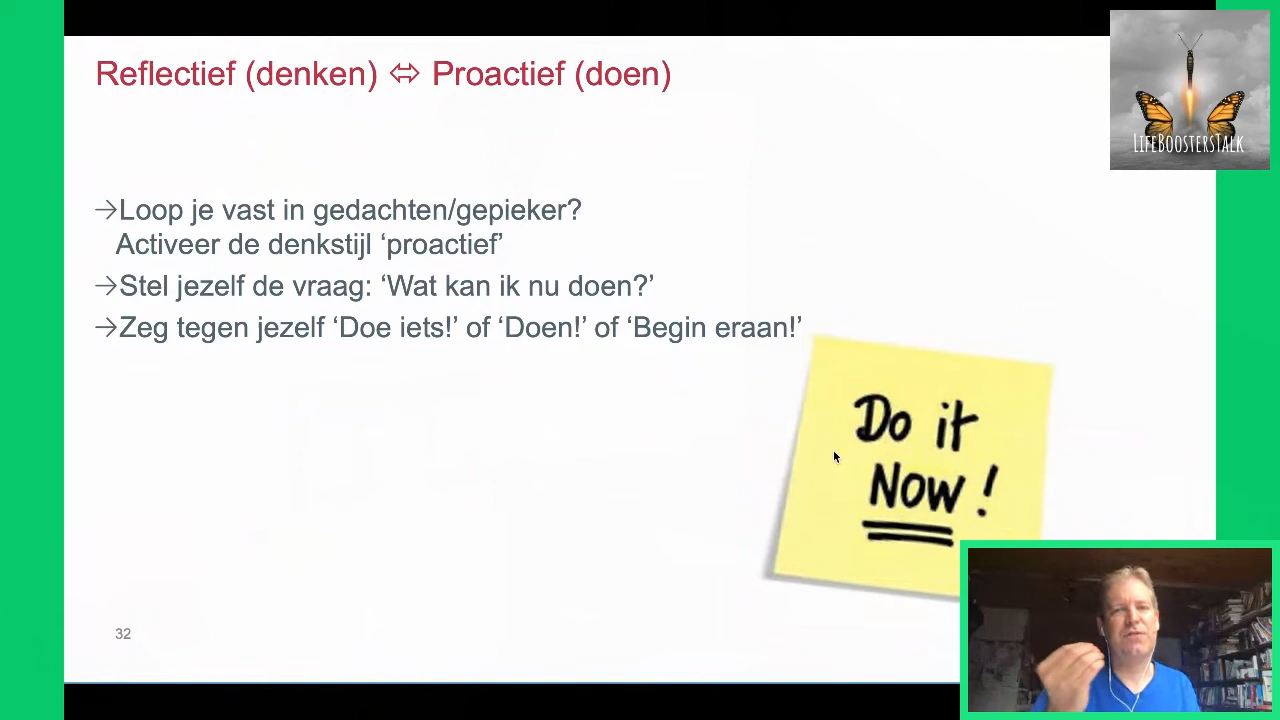 Reflectief (denken) ⇔ Proactief (doen)
LIFEBOOSTERSTALK
→Loop je vast in gedachten/gepieker?
Activeer de denkstijl ‘proactief’
→Stel jezelf de vraag: ‘Wat kan ik nu doen?’
→Zeg tegen jezelf ‘Doe iets!’ of ‘Doen!’ of ‘Begin eraan!’
Do it
Now!
32